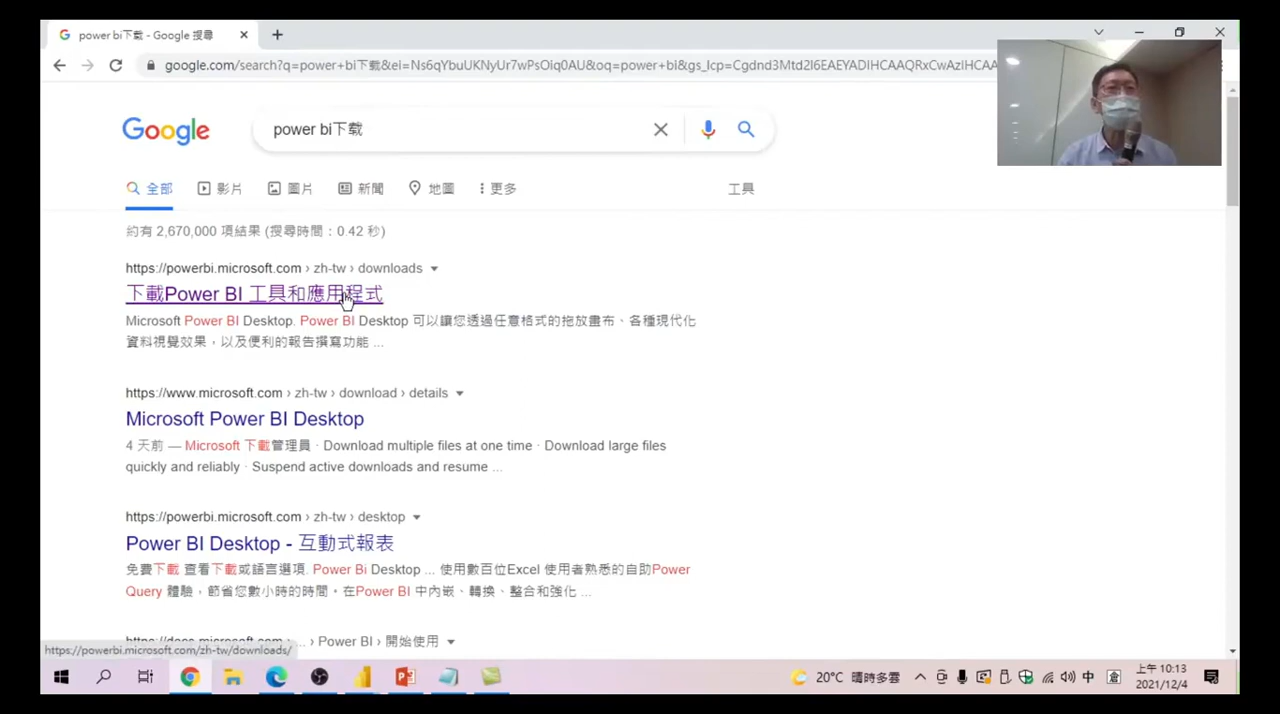 power bi下载 - Google 搜尋
google.com/search?q=power+bi下载&ei=Ns6qYbuUKNyUr7wPsOiq0AU&oq=power+bi&gs_lcp=Cgdnd3Mtd2l6EAEYADIHCAAQRxCwAzIHCAA
Google
power bi下载
全部 影片 圖片 新聞 地圖 更多 工具
約有 2,670,000 項結果 (搜尋時間：0.42 秒)
https://powerbi.microsoft.com › zh-tw › downloads
下載Power BI 工具和應用程式
Microsoft Power BI Desktop. Power BI Desktop 可以讓您透過任意格式的拖放畫布、各種現代化
資料視覺效果，以及便利的報告撰寫功能 ...
https://www.microsoft.com › zh-tw › download › details
Microsoft Power BI Desktop
4 天前 — Microsoft 下載管理員 · Download multiple files at one time · Download large files
quickly and reliably · Suspend active downloads and resume ...
https://powerbi.microsoft.com › zh-tw › desktop
Power BI Desktop - 互動式報表
免費下載 查看下載或語言選項. Power Bi Desktop ... 使用數百位Excel 使用者熟悉的自助Power
Query 體驗，節省您數小時的時間。在Power BI 中內嵌、轉換、整合和強化 ...
https://docs.microsoft.com › ... › Power BI › 開始使用
https://powerbi.microsoft.com/zh-tw/downloads/
20°C 晴時多雲 中 倉 上午 10:13
2021/12/4